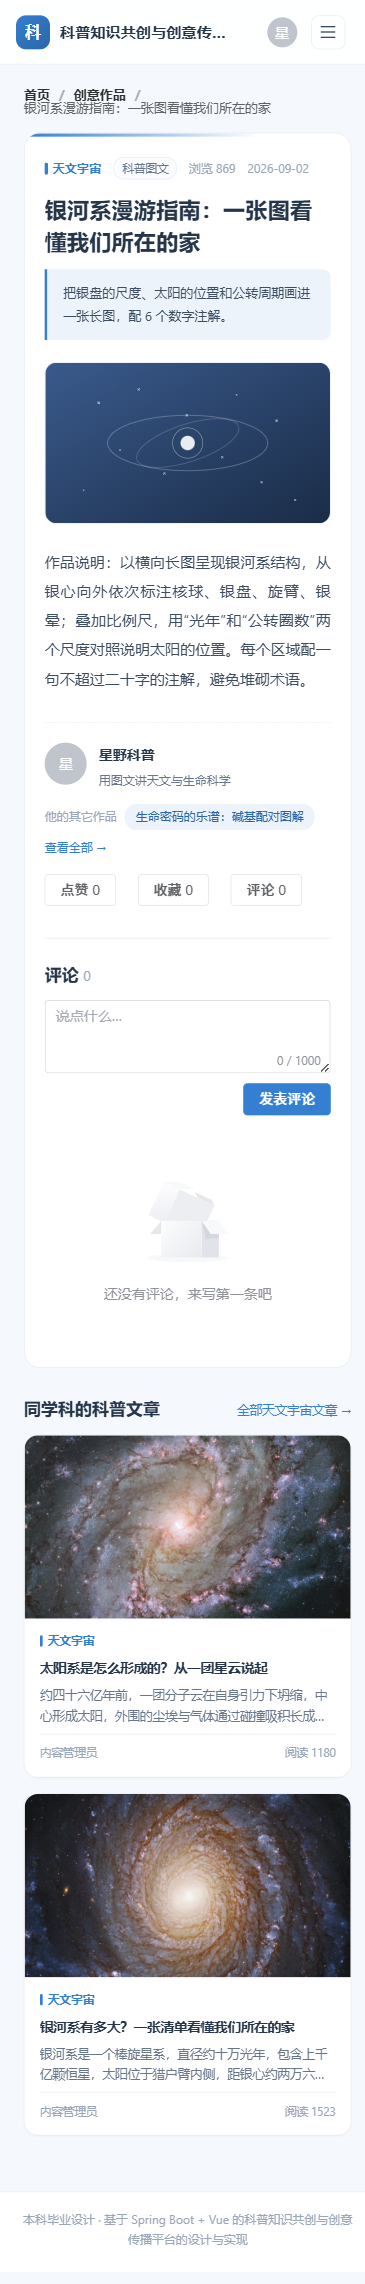 科 科普知识共创与创意传... 星
首页 / 创意作品 /
银河系漫游指南：一张图看懂我们所在的家
天文宇宙 科普图文 浏览 869 2026-09-02
银河系漫游指南：一张图看
懂我们所在的家
把银盘的尺度、太阳的位置和公转周期画进
一张长图，配 6 个数字注解。
作品说明：以横向长图呈现银河系结构，从
银心向外依次标注核球、银盘、旋臂、银
晕；叠加比例尺，用“光年”和“公转圈数”两
个尺度对照说明太阳的位置。每个区域配一
句不超过二十字的注解，避免堆砌术语。
星 星野科普
用图文讲天文与生命科学
他的其它作品 生命密码的乐谱：碱基配对图解
查看全部 →
点赞 0 收藏 0 评论 0
评论 0
说点什么...
0 / 1000
发表评论
还没有评论，来写第一条吧
同学科的科普文章 全部天文宇宙文章 →
天文宇宙
太阳系是怎么形成的？从一团星云说起
约四十六亿年前，一团分子云在自身引力下坍缩，中
心形成太阳，外围的尘埃与气体通过碰撞吸积长成...
内容管理员 阅读 1180
天文宇宙
银河系有多大？一张清单看懂我们所在的家
银河系是一个棒旋星系，直径约十万光年，包含上千
亿颗恒星，太阳位于猎户臂内侧，距银心约两万六...
内容管理员 阅读 1523
本科毕业设计 · 基于 Spring Boot + Vue 的科普知识共创与创意
传播平台的设计与实现